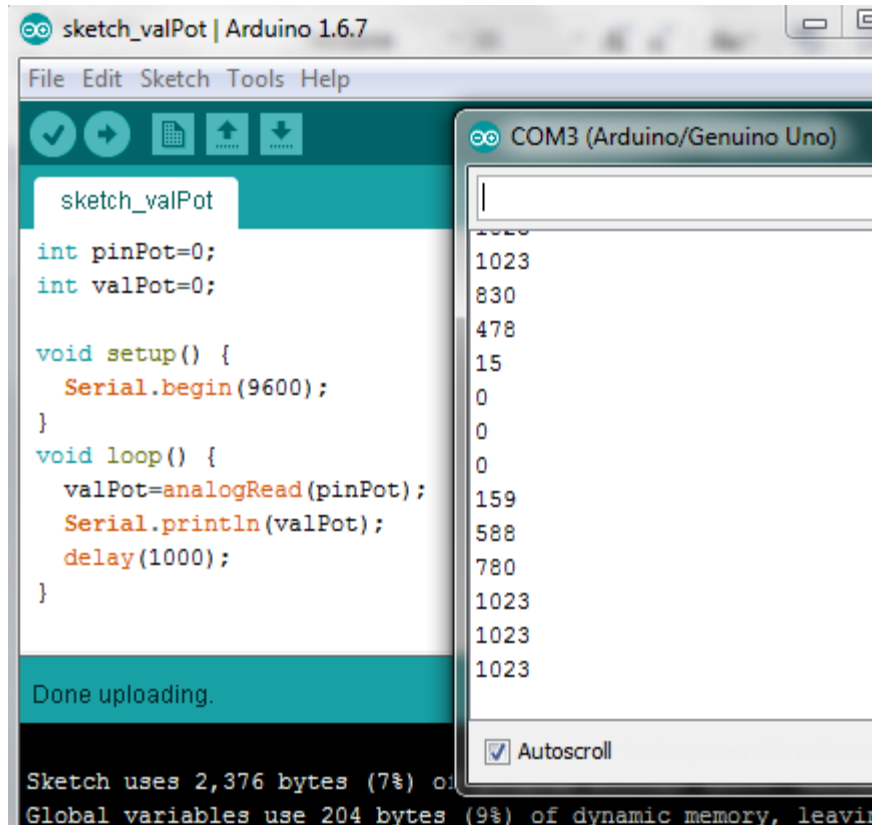 sketch_valPot | Arduino 1.6.7
File Edit Sketch Tools Help
sketch_valPot
int pinPot=0;
int valPot=0;
void setup() {
Serial.begin(9600);
}
void loop() {
valPot=analogRead(pinPot);
Serial.println(valPot);
delay(1000);
}
Done uploading.
Sketch uses 2,376 bytes (7%)
Global variables use 204 bytes (9%) of dynamic memory,
COM3 (Arduino/Genuino Uno)
1023
830
478
15
0
0
0
159
588
780
1023
1023
1023
Autoscroll